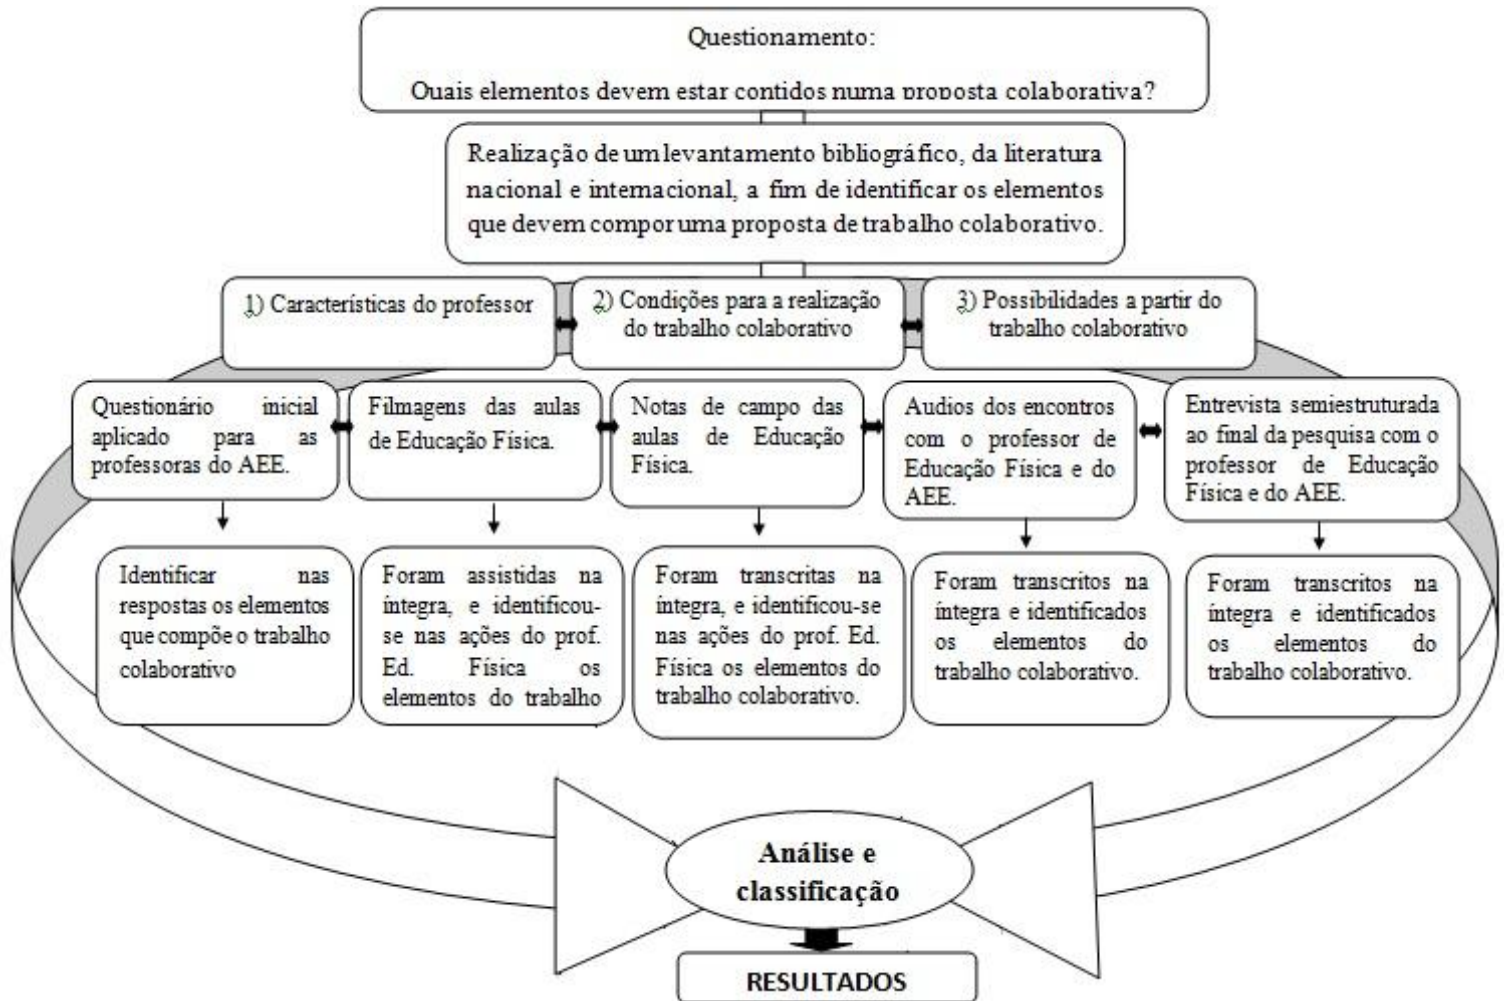 Questionamento:
Quais elementos devem estar contidos numa proposta colaborativa?
Realização de um levantamento bibliográfico, da literatura
nacional e internacional, a fim de identificar os elementos
que devem compor uma proposta de trabalho colaborativo.
1) Características do professor
2) Condições para a realização
do trabalho colaborativo
3) Possibilidades a partir do
trabalho colaborativo
Questionário inicial
aplicado para as
professoras do AEE.
Filmagens das aulas
de Educação Física.
Notas de campo das
aulas de Educação
Física.
Audios dos encontros
com o professor de
Educação Física e do
AEE.
Entrevista semiestruturada
ao final da pesquisa com o
professor de Educação
Física e do AEE.
Identificar nas
respostas os elementos
que compõe o trabalho
colaborativo
Foram assistidas na
íntegra, e identificou-
se nas ações do prof.
Ed. Física os
elementos do trabalho
Foram transcritas na
íntegra, e identificou-se
nas ações do prof. Ed.
Física os elementos do
trabalho colaborativo.
Foram transcritos na
íntegra e identificados
os elementos do
trabalho colaborativo.
Foram transcritos na
íntegra e identificados
os elementos do
trabalho colaborativo.
Análise e
classificação
RESULTADOS